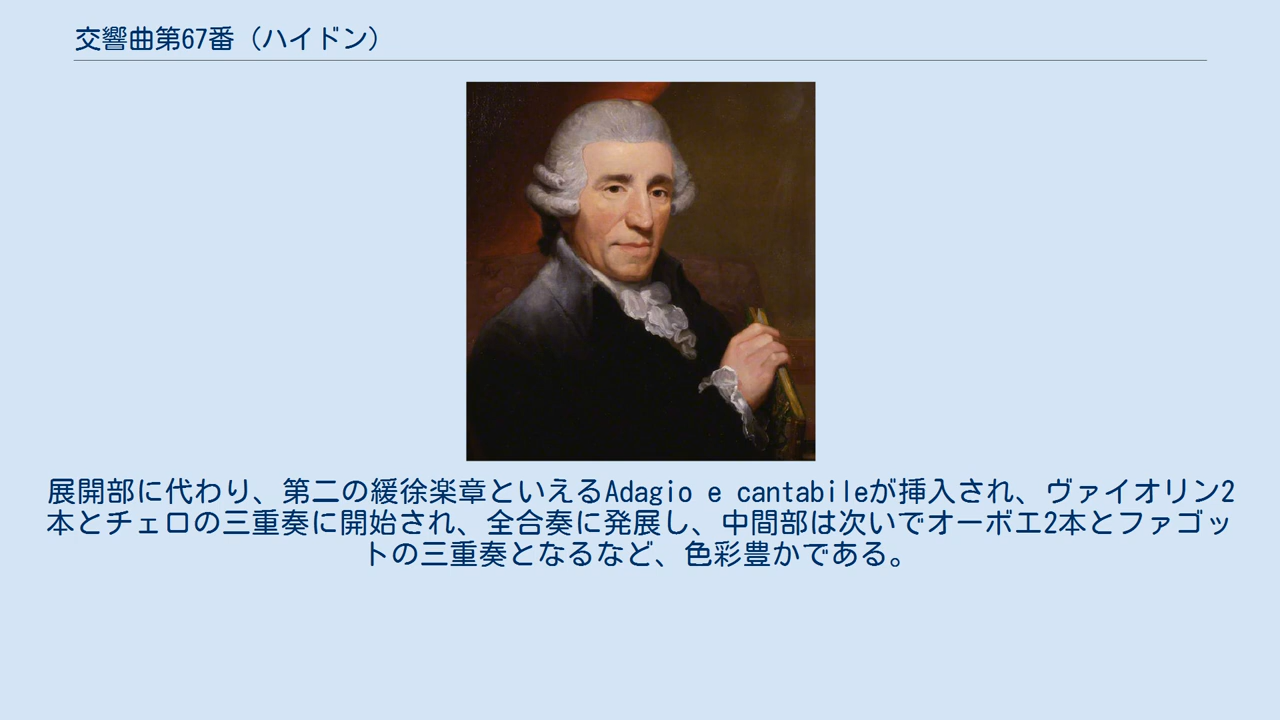 交響曲第67番（ハイドン）
展開部に代わり、第二の緩徐楽章といえるAdagio e cantabileが挿入され、ヴァイオリン2
本とチェロの三重奏に開始され、全合奏に発展し、中間部は次いでオーボエ2本とファゴッ
トの三重奏となるなど、色彩豊かである。